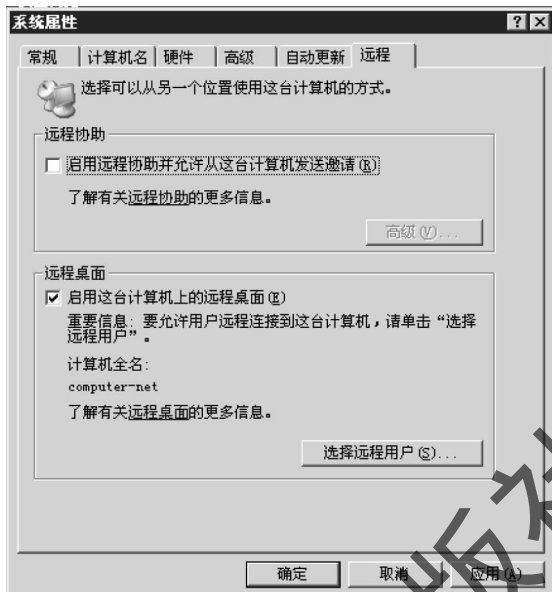 系统属性
常规 计算机名 硬件 高级 自动更新 远程
选择可以从另一个位置使用这台计算机的方式。
远程协助
启用远程协助并允许从这台计算机发送邀请(R)
了解有关远程协助的更多信息。
高级(V)...
远程桌面
启用这台计算机上的远程桌面(E)
重要信息: 要允许用户远程连接到这台计算机，请单击“选择
远程用户”。
计算机全名:
computer-net
了解有关远程桌面的更多信息。
选择远程用户(S)...
确定 取消 应用(A)
版社